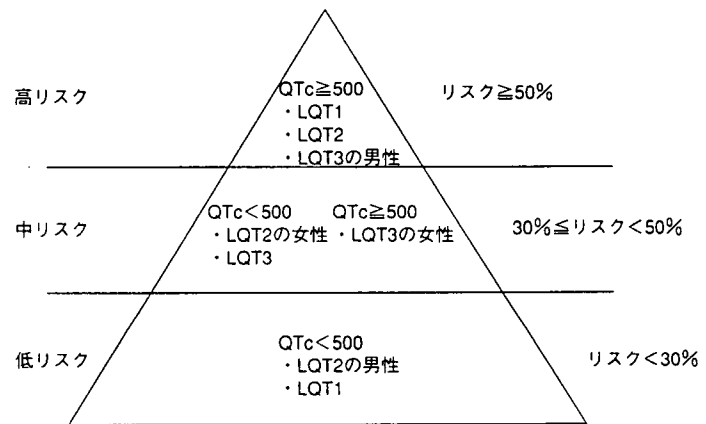 高リスク
QTc≧500
・LQT1
・LQT2
・LQT3の男性
リスク≧50%
中リスク
QTc<500
・LQT2の女性
・LQT3
QTc≧500
・LQT3の女性
30%≦リスク<50%
低リスク
QTc<500
・LQT2の男性
・LQT1
リスク<30%